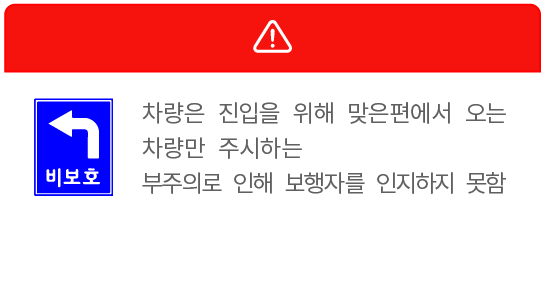 비보호
차량은 진입을 위해 맞은편에서 오는
차량만 주시하는
부주의로 인해 보행자를 인지하지 못함